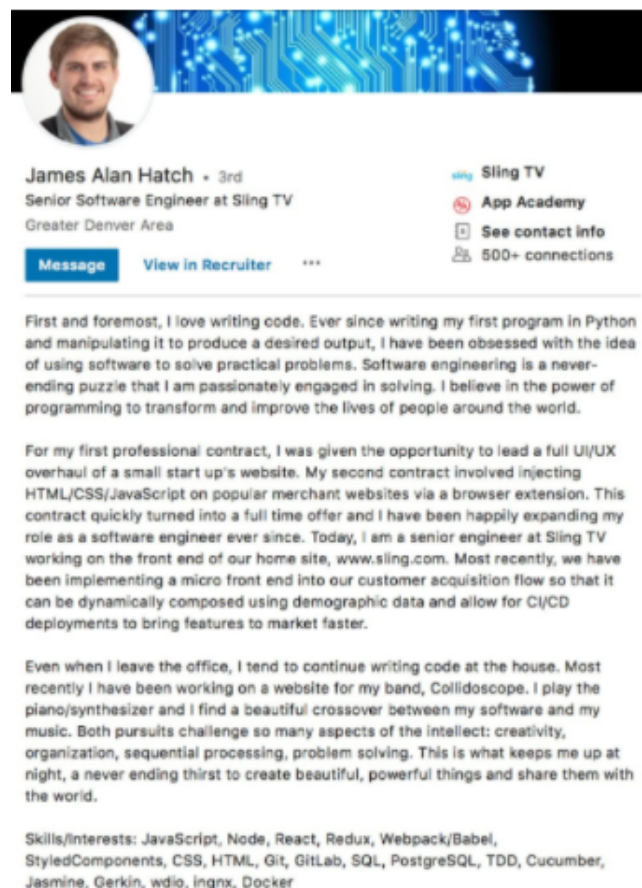 James Alan Hatch • 3rd
Senior Software Engineer at Sling TV
Greater Denver Area
Message View in Recruiter •••
sling Sling TV
App Academy
See contact info
500+ connections
First and foremost, I love writing code. Ever since writing my first program in Python
and manipulating it to produce a desired output, I have been obsessed with the idea
of using software to solve practical problems. Software engineering is a never-
ending puzzle that I am passionately engaged in solving. I believe in the power of
programming to transform and improve the lives of people around the world.
For my first professional contract, I was given the opportunity to lead a full UI/UX
overhaul of a small start up's website. My second contract involved injecting
HTML/CSS/JavaScript on popular merchant websites via a browser extension. This
contract quickly turned into a full time offer and I have been happily expanding my
role as a software engineer ever since. Today, I am a senior engineer at Sling TV
working on the front end of our home site, www.sling.com. Most recently, we have
been implementing a micro front end into our customer acquisition flow so that it
can be dynamically composed using demographic data and allow for CI/CD
deployments to bring features to market faster.
Even when I leave the office, I tend to continue writing code at the house. Most
recently I have been working on a website for my band, Collidoscope. I play the
piano/synthesizer and I find a beautiful crossover between my software and my
music. Both pursuits challenge so many aspects of the intellect: creativity,
organization, sequential processing, problem solving. This is what keeps me up at
night, a never ending thirst to create beautiful, powerful things and share them with
the world.
Skills/Interests: JavaScript, Node, React, Redux, Webpack/Babel,
StyledComponents, CSS, HTML, Git, GitLab, SQL, PostgreSQL, TDD, Cucumber,
Jasmine, Gerkin, wdio, ingnx, Docker